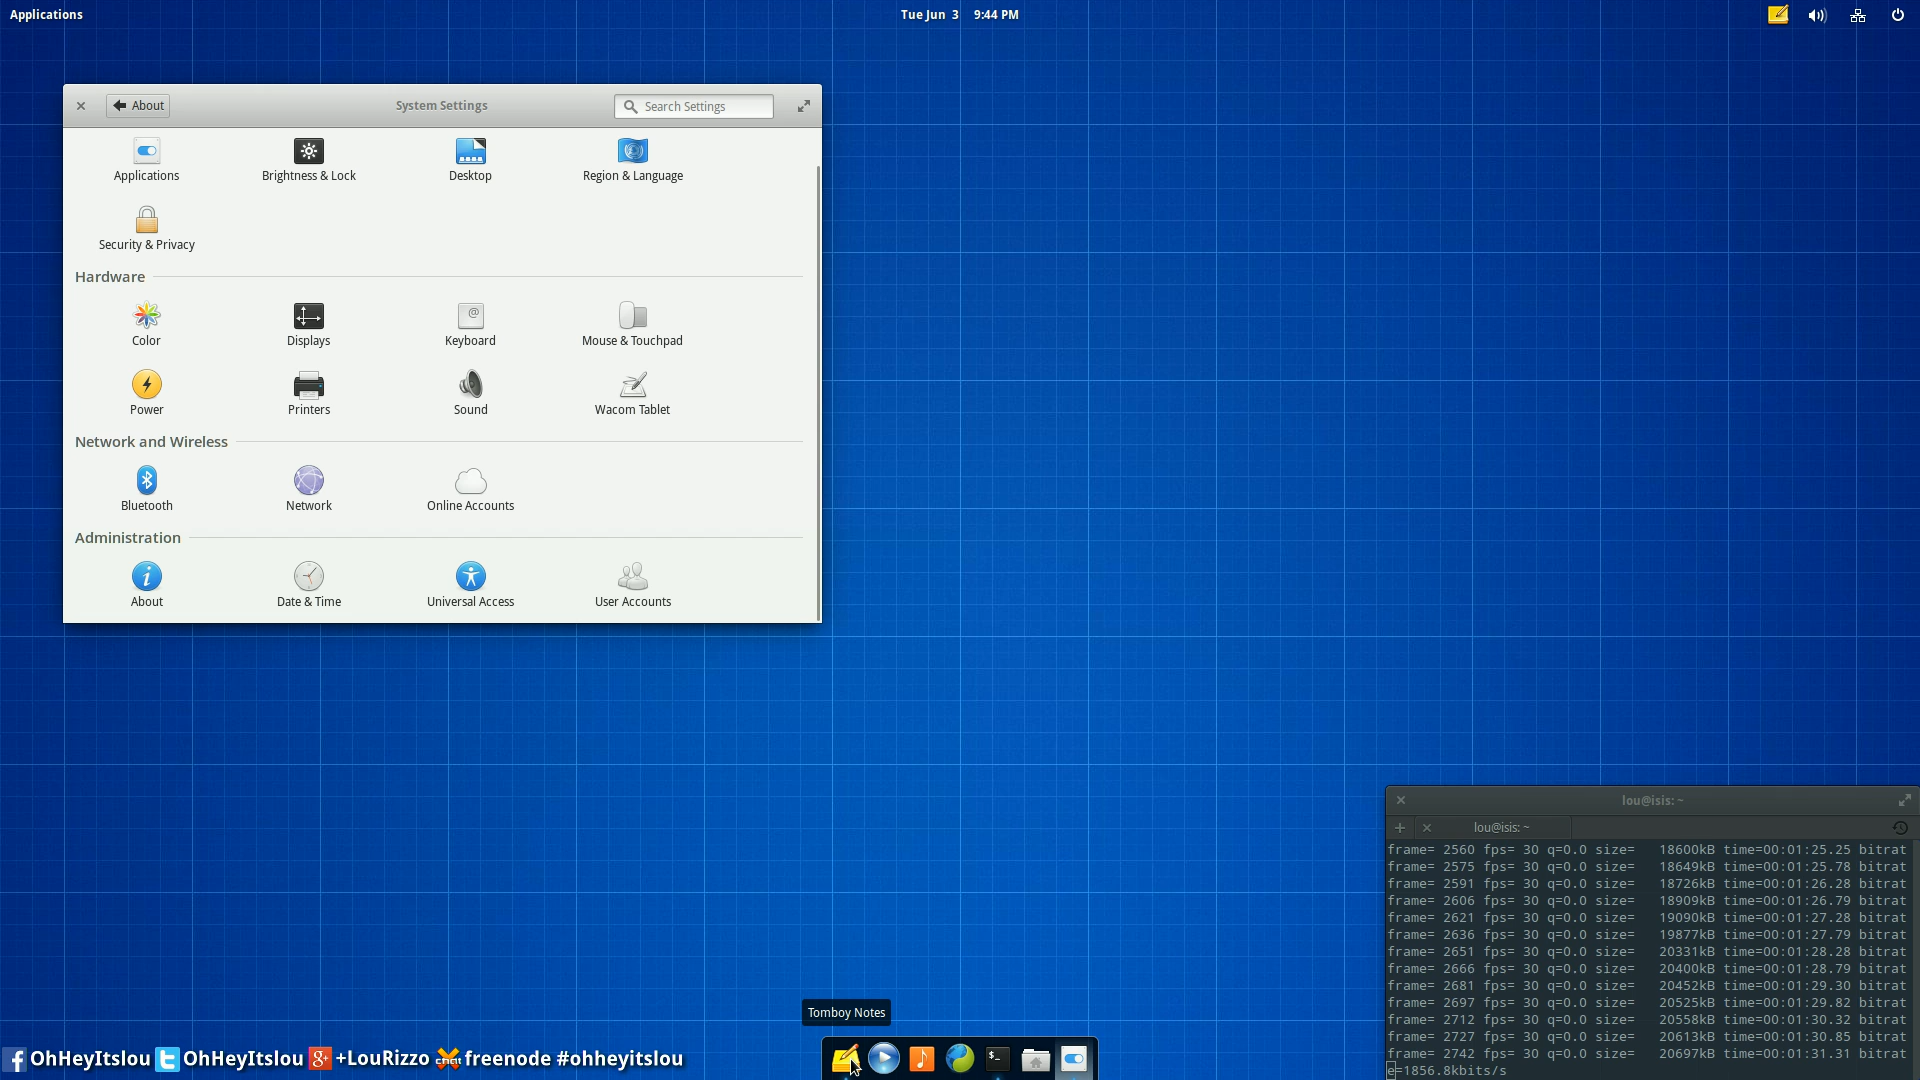 Applications
Tue Jun 3 9:44 PM
About
System Settings
Search Settings
Applications
Brightness & Lock
Desktop
Region & Language
Security & Privacy
Hardware
Color
Displays
Keyboard
Mouse & Touchpad
Power
Printers
Sound
Wacom Tablet
Network and Wireless
Bluetooth
Network
Online Accounts
Administration
About
Date & Time
Universal Access
User Accounts
lou@isis: ~
lou@isis: ~
frame= 2560 fps= 30 q=0.0 size=   18600kB time=00:01:25.25 bitrat
frame= 2575 fps= 30 q=0.0 size=   18649kB time=00:01:25.78 bitrat
frame= 2591 fps= 30 q=0.0 size=   18726kB time=00:01:26.28 bitrat
frame= 2606 fps= 30 q=0.0 size=   18909kB time=00:01:26.79 bitrat
frame= 2621 fps= 30 q=0.0 size=   19090kB time=00:01:27.28 bitrat
frame= 2636 fps= 30 q=0.0 size=   19877kB time=00:01:27.79 bitrat
frame= 2651 fps= 30 q=0.0 size=   20331kB time=00:01:28.28 bitrat
frame= 2666 fps= 30 q=0.0 size=   20400kB time=00:01:28.79 bitrat
frame= 2681 fps= 30 q=0.0 size=   20452kB time=00:01:29.30 bitrat
frame= 2697 fps= 30 q=0.0 size=   20525kB time=00:01:29.82 bitrat
frame= 2712 fps= 30 q=0.0 size=   20558kB time=00:01:30.32 bitrat
frame= 2727 fps= 30 q=0.0 size=   20613kB time=00:01:30.85 bitrat
frame= 2742 fps= 30 q=0.0 size=   20697kB time=00:01:31.31 bitrat
e=1856.8kbits/s
Tomboy Notes
OhHeyItslou OhHeyItslou +LouRizzo chat freenode #ohheyitslou